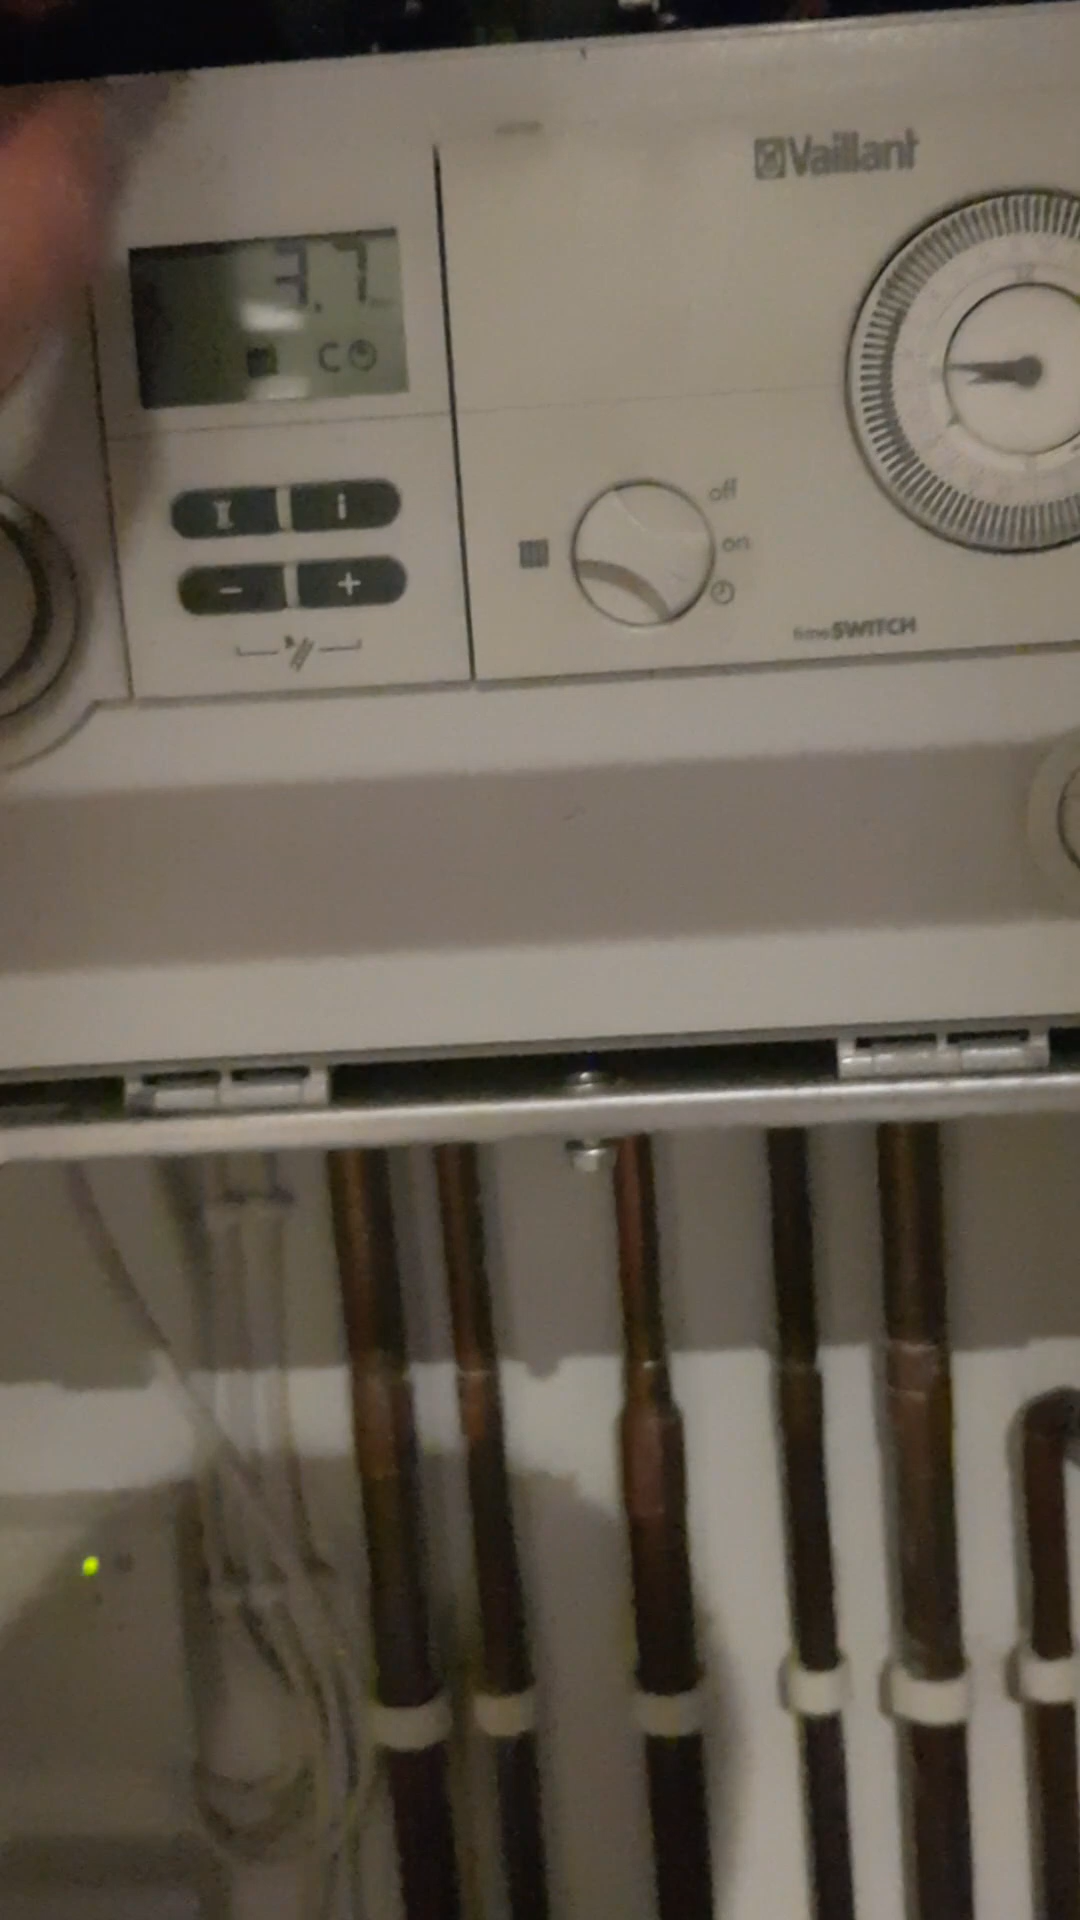 Vaillant
3.7
i
- +
off
on
timeSWITCH